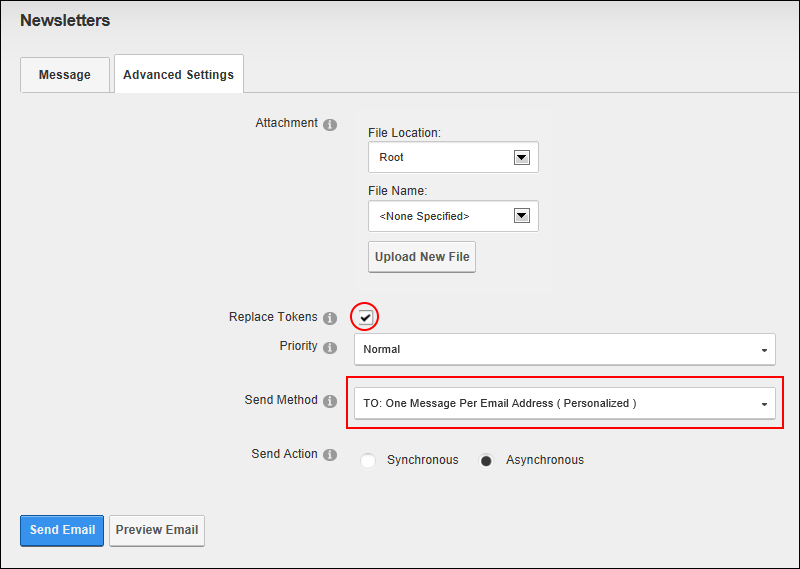 Newsletters
Message
Advanced Settings
Attachment
File Location:
Root
File Name:
<None Specified>
Upload New File
Replace Tokens
Priority
Normal
Send Method
TO: One Message Per Email Address ( Personalized )
Send Action
Synchronous
Asynchronous
Send Email
Preview Email